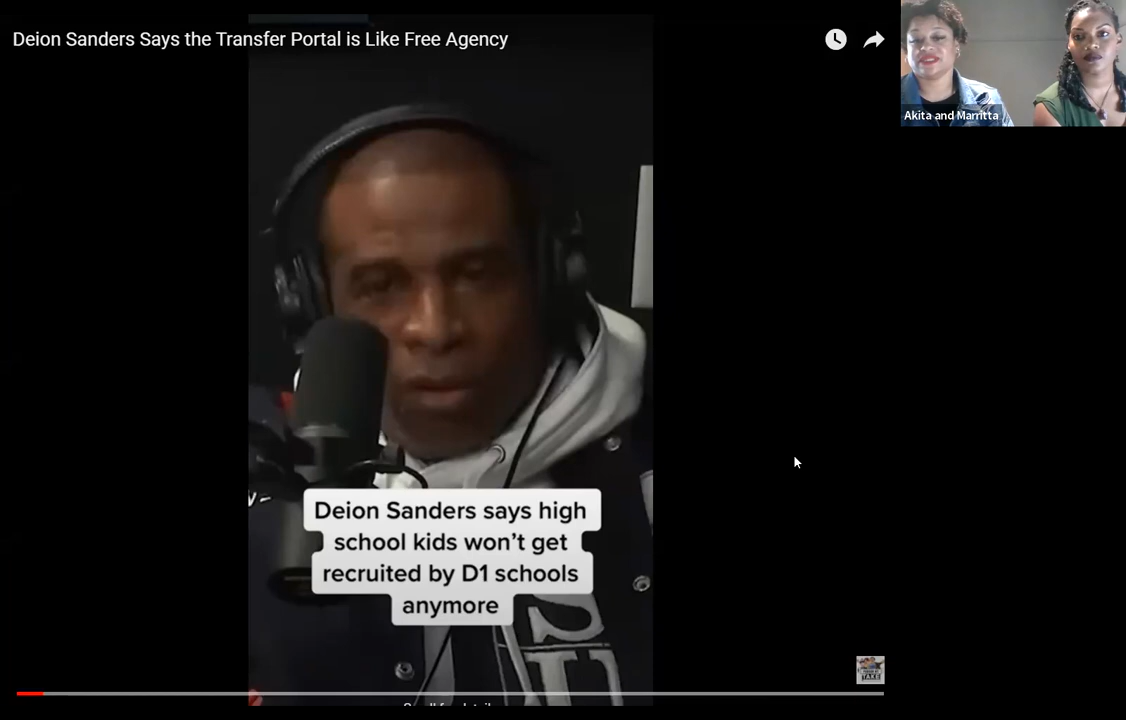 Deion Sanders Says the Transfer Portal is Like Free Agency
Akita and Marritta
Deion Sanders says high
school kids won't get
recruited by D1 schools
anymore
TAKE